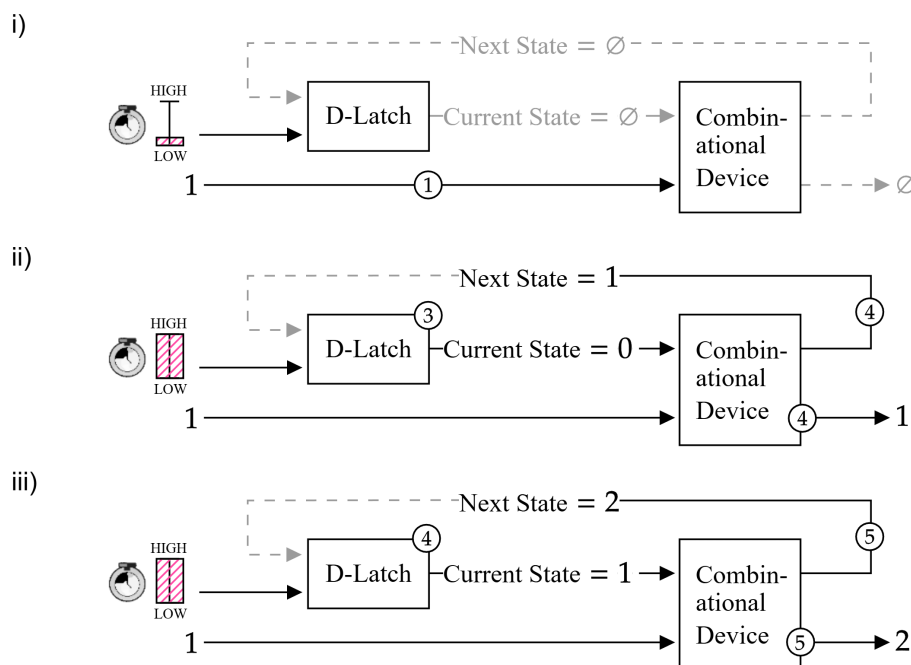 i)
Next State = ∅
HIGH
D-Latch
Current State = ∅
Combin-
ational
Device
LOW
1
1
∅
ii)
Next State = 1
4
HIGH
3
D-Latch
Current State = 0
Combin-
ational
Device
LOW
1
4
1
iii)
Next State = 2
5
HIGH
4
D-Latch
Current State = 1
Combin-
ational
Device
LOW
1
5
2